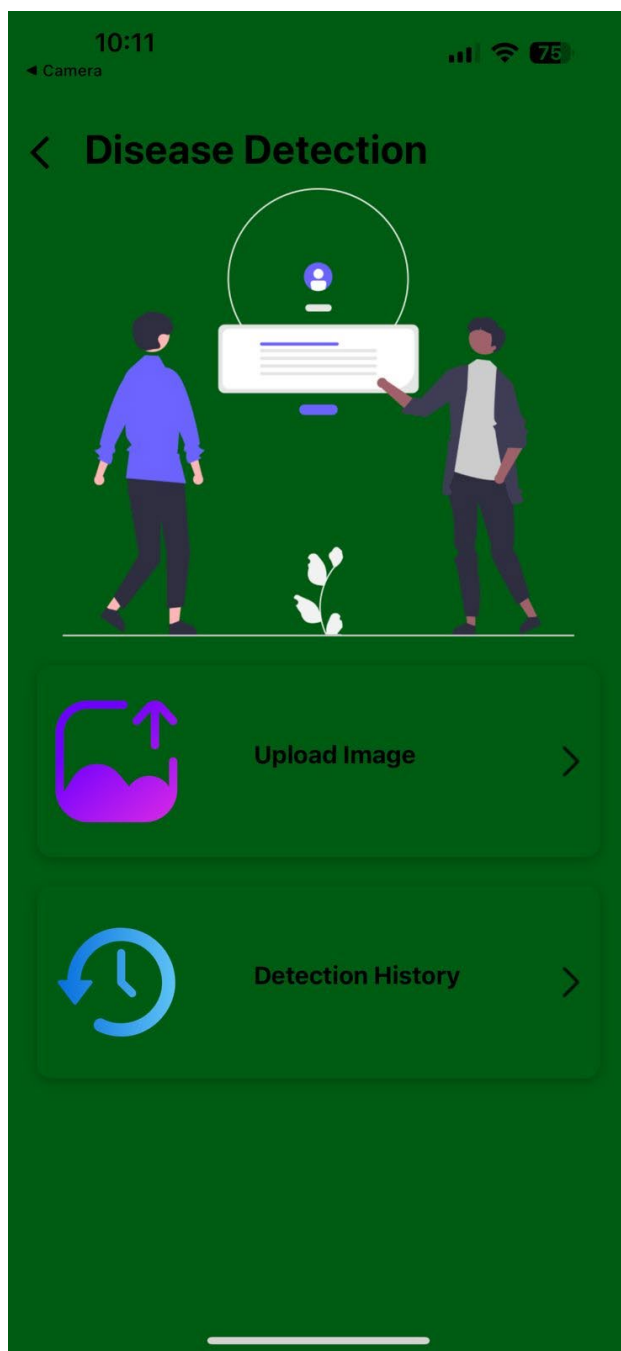 10:11
◀ Camera
75
Disease Detection
Upload Image
Detection History